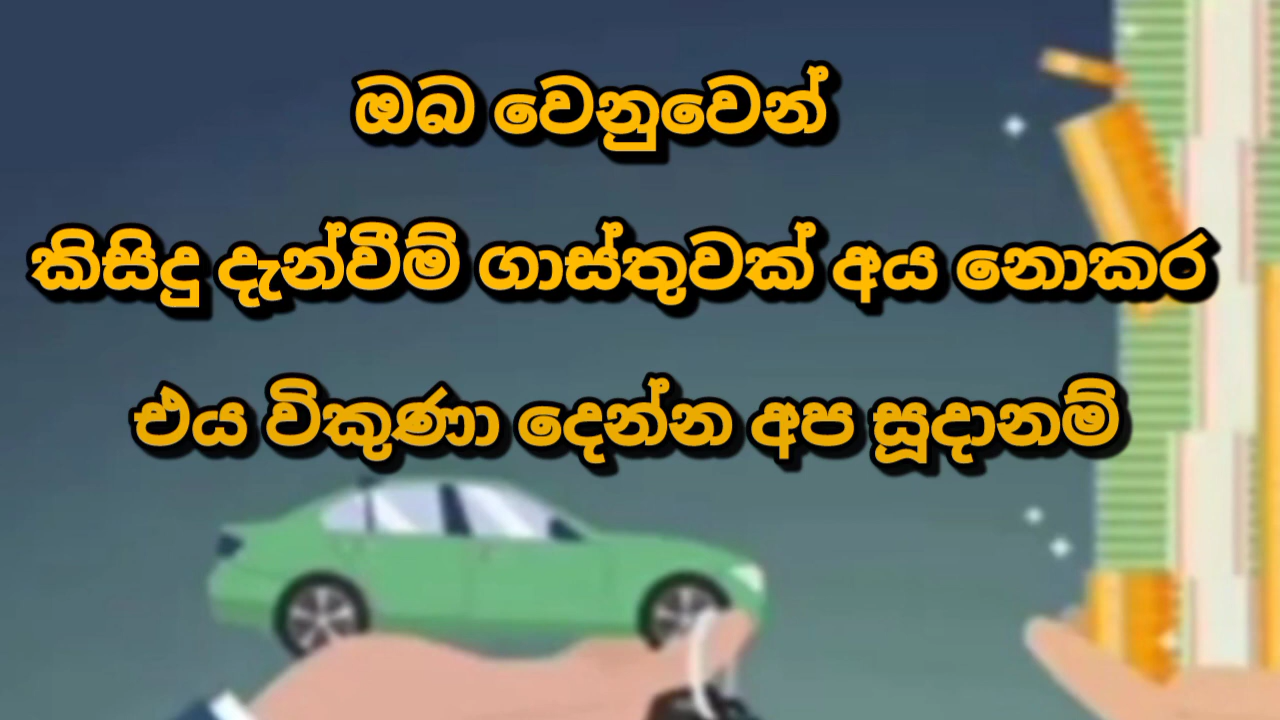 ඔබ වෙනුවෙන්
කිසිදු දැන්වීම් ගාස්තුවක් අය නොකර
එය විකුණා දෙන්න අප සූදානම්